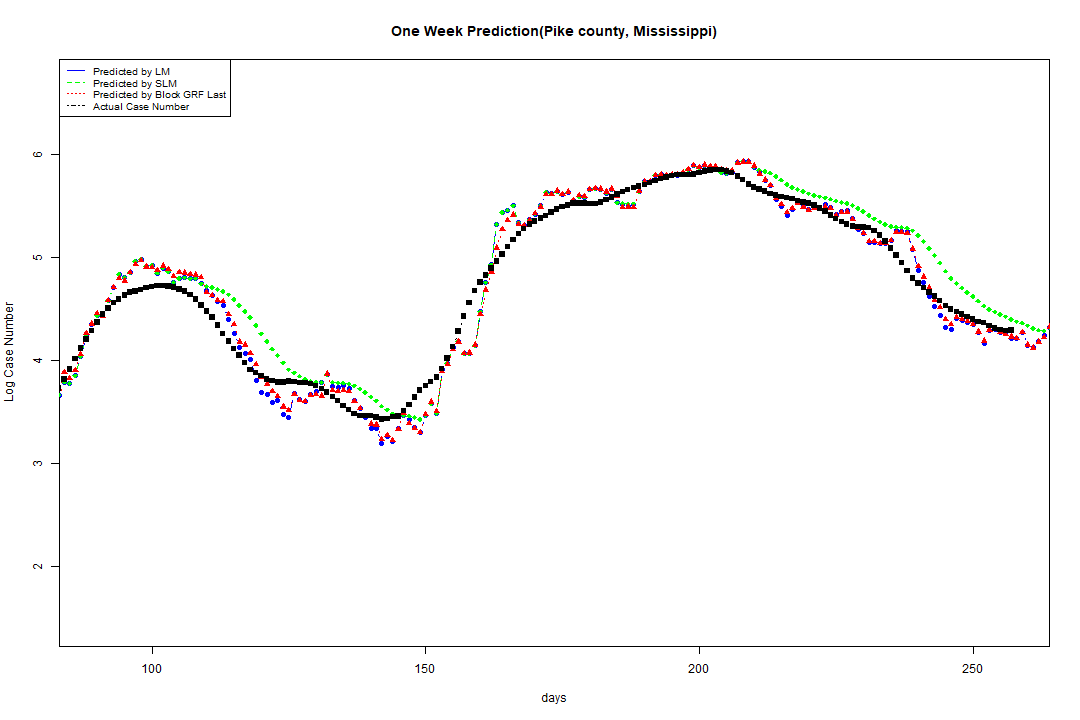 One Week Prediction(Pike county, Mississippi)
Predicted by LM
Predicted by SLM
Predicted by Block GRF Last
Actual Case Number
Log Case Number
6
5
4
3
2
100 150 200 250
days